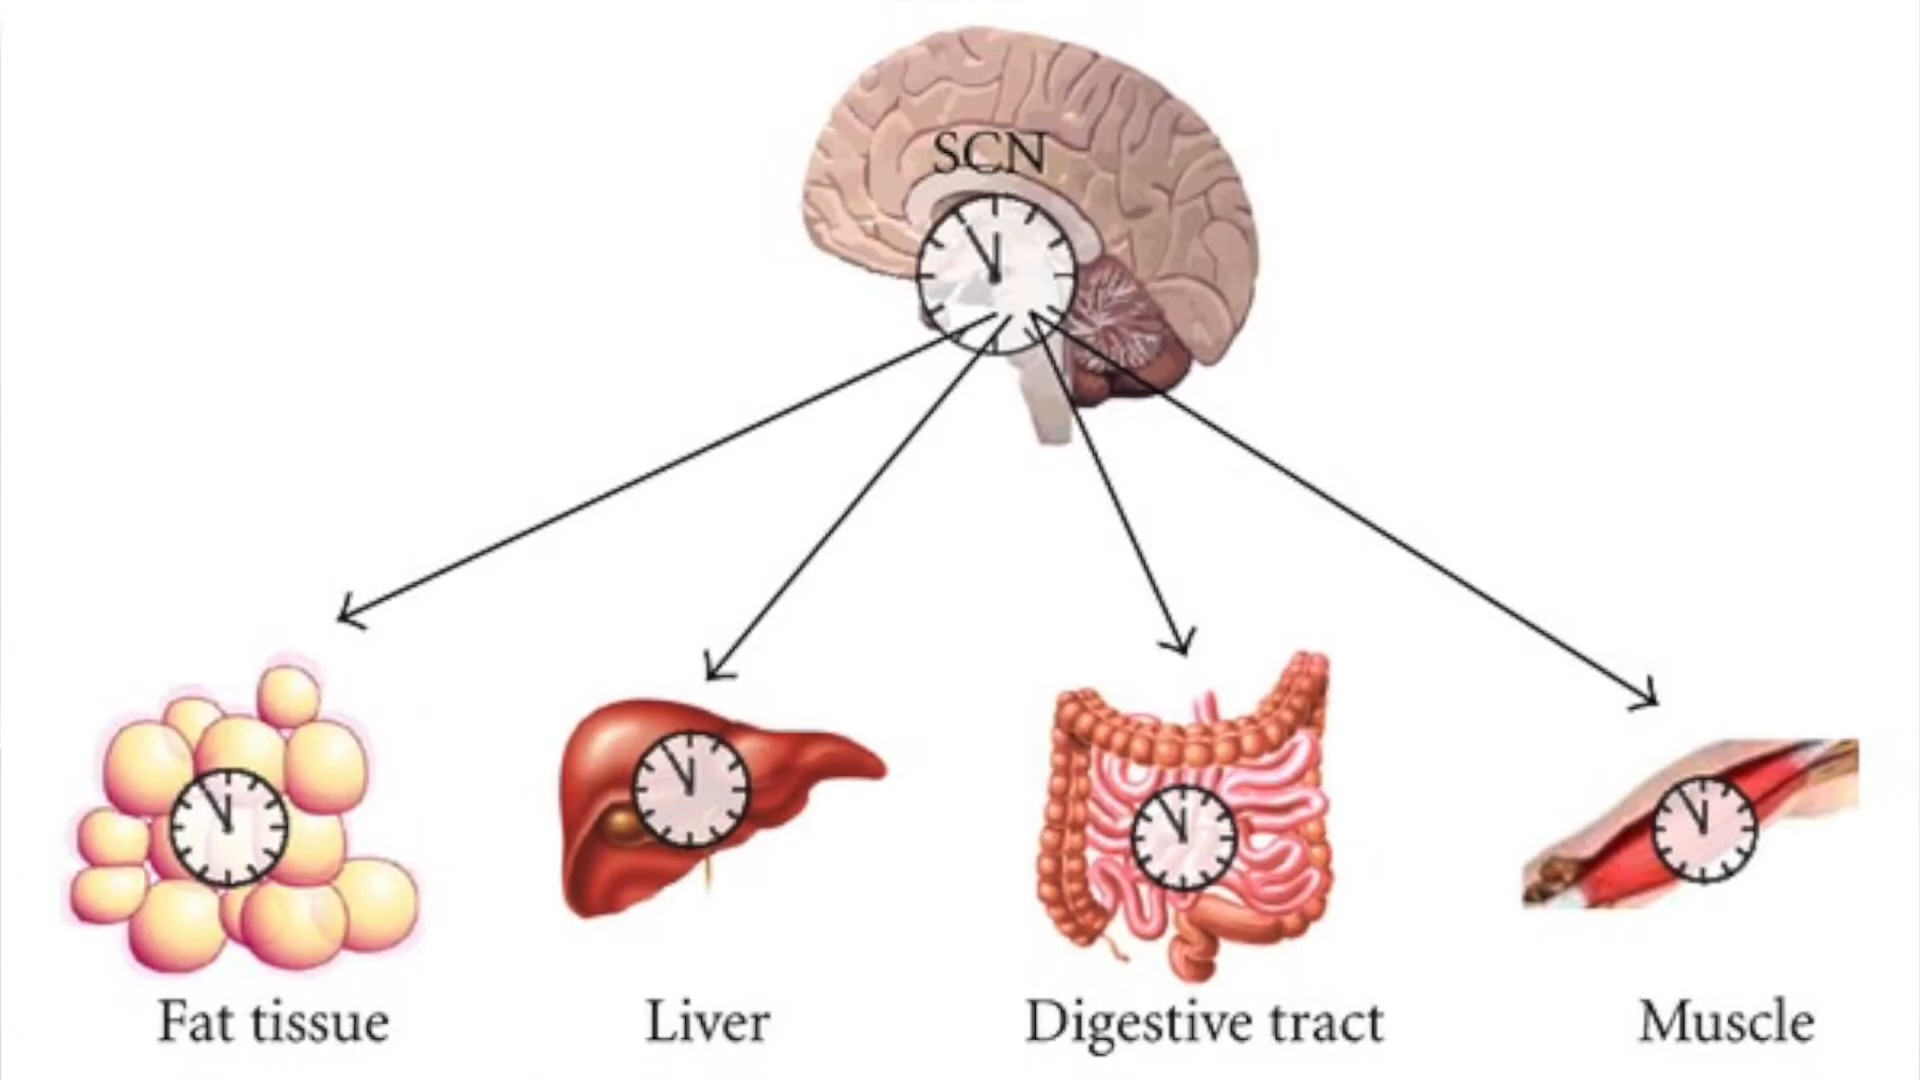 SCN
Fat tissue
Liver
Digestive tract
Muscle